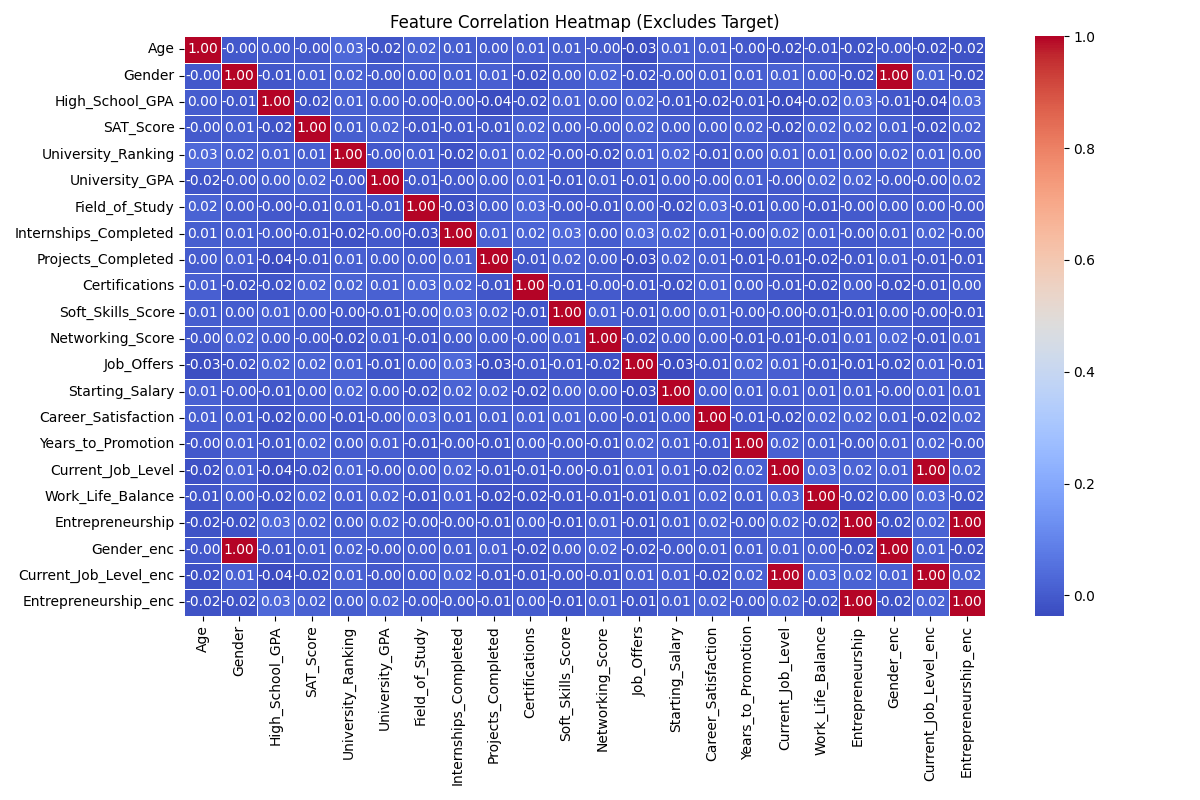 Feature Correlation Heatmap (Excludes Target)
Age 1.00 -0.00 0.00 -0.00 0.03 -0.02 0.02 0.01 0.00 0.01 0.01 -0.00 -0.03 0.01 0.01 -0.00 -0.02 -0.01 -0.02 -0.00 -0.02 -0.02
Gender -0.00 1.00 -0.01 0.01 0.02 -0.00 0.00 0.01 0.01 -0.02 0.00 0.02 -0.02 -0.00 0.01 0.01 0.01 0.00 -0.02 1.00 0.01 -0.02
High_School_GPA 0.00 -0.01 1.00 -0.02 0.01 0.00 -0.00 -0.00 -0.04 -0.02 0.01 0.00 0.02 -0.01 -0.02 -0.01 -0.04 -0.02 0.03 -0.01 -0.04 0.03
SAT_Score -0.00 0.01 -0.02 1.00 0.01 0.02 -0.01 -0.01 -0.01 0.02 0.00 -0.00 0.02 0.00 0.00 0.02 -0.02 0.02 0.02 0.01 -0.02 0.02
University_Ranking 0.03 0.02 0.01 0.01 1.00 -0.00 0.01 -0.02 0.01 0.02 -0.00 -0.02 0.01 0.02 -0.01 0.00 0.01 0.01 0.00 0.02 0.01 0.00
University_GPA -0.02 -0.00 0.00 0.02 -0.00 1.00 -0.01 -0.00 0.00 0.01 -0.01 0.01 -0.01 0.00 -0.00 0.01 -0.00 0.02 0.02 -0.00 -0.00 0.02
Field_of_Study 0.02 0.00 -0.00 -0.01 0.01 -0.01 1.00 -0.03 0.00 0.03 -0.00 -0.01 0.00 -0.02 0.03 -0.01 0.00 -0.01 -0.00 0.00 0.00 -0.00
Internships_Completed 0.01 0.01 -0.00 -0.01 -0.02 -0.00 -0.03 1.00 0.01 0.02 0.03 0.00 0.03 0.02 0.01 -0.00 0.02 0.01 -0.00 0.01 0.02 -0.00
Projects_Completed 0.00 0.01 -0.04 -0.01 0.01 0.00 0.00 0.01 1.00 -0.01 0.02 0.00 -0.03 0.02 0.01 -0.01 -0.01 -0.02 -0.01 0.01 -0.01 -0.01
Certifications 0.01 -0.02 -0.02 0.02 0.02 0.01 0.03 0.02 -0.01 1.00 -0.01 -0.00 -0.01 -0.02 0.01 0.00 -0.01 -0.02 0.00 -0.02 -0.01 0.00
Soft_Skills_Score 0.01 0.00 0.01 0.00 -0.00 -0.01 -0.00 0.03 0.02 -0.01 1.00 0.01 -0.01 0.00 0.01 -0.00 -0.00 -0.01 -0.00 0.00 -0.00 -0.01
Networking_Score -0.00 0.02 0.00 -0.00 -0.02 0.01 -0.01 0.00 0.00 -0.00 0.01 1.00 -0.02 0.00 0.00 -0.01 -0.01 -0.01 0.01 0.02 -0.01 0.01
Job_Offers -0.03 -0.02 0.02 0.02 0.01 -0.01 0.00 0.03 -0.03 -0.01 -0.01 -0.02 1.00 -0.03 -0.01 0.02 0.01 -0.01 -0.01 -0.02 0.01 -0.01
Starting_Salary 0.01 -0.00 -0.01 0.00 0.02 0.00 -0.02 0.02 0.02 -0.02 0.00 0.00 -0.03 1.00 0.00 0.01 0.01 0.01 0.01 -0.00 0.01 0.01
Career_Satisfaction 0.01 0.01 -0.02 0.00 -0.01 -0.00 0.03 0.01 0.01 0.01 0.01 0.00 -0.01 0.00 1.00 -0.01 -0.02 0.02 0.02 0.01 -0.02 0.02
Years_to_Promotion -0.00 0.01 -0.01 0.02 0.00 0.01 -0.01 -0.00 -0.01 0.00 -0.00 -0.01 0.02 0.01 -0.01 1.00 0.02 0.01 -0.00 0.01 0.02 -0.00
Current_Job_Level -0.02 0.01 -0.04 -0.02 0.01 -0.00 0.00 0.02 -0.01 -0.01 -0.00 -0.01 0.01 0.01 -0.02 0.02 1.00 0.03 0.02 0.01 1.00 0.02
Work_Life_Balance -0.01 0.00 -0.02 0.02 0.01 0.02 -0.01 0.01 -0.02 -0.02 -0.01 -0.01 -0.01 0.01 0.02 0.01 0.03 1.00 -0.02 0.00 0.03 -0.02
Entrepreneurship -0.02 -0.02 0.03 0.02 0.00 0.02 -0.00 -0.00 -0.01 0.00 -0.00 0.01 -0.01 0.01 0.02 -0.00 0.02 -0.02 1.00 -0.02 0.02 1.00
Gender_enc -0.00 1.00 -0.01 0.01 0.02 -0.00 0.00 0.01 0.01 -0.02 0.00 0.02 -0.02 -0.00 0.01 0.01 0.01 0.00 -0.02 1.00 0.01 -0.02
Current_Job_Level_enc -0.02 0.01 -0.04 -0.02 0.01 -0.00 0.00 0.02 -0.01 -0.01 -0.00 -0.01 0.01 0.01 -0.02 0.02 1.00 0.03 0.02 0.01 1.00 0.02
Entrepreneurship_enc -0.02 -0.02 0.03 0.02 0.00 0.02 -0.00 -0.00 -0.01 0.00 -0.01 0.01 -0.01 0.01 0.02 -0.00 0.02 -0.02 1.00 -0.02 0.02 1.00
Age
Gender
High_School_GPA
SAT_Score
University_Ranking
University_GPA
Field_of_Study
Internships_Completed
Projects_Completed
Certifications
Soft_Skills_Score
Networking_Score
Job_Offers
Starting_Salary
Career_Satisfaction
Years_to_Promotion
Current_Job_Level
Work_Life_Balance
Entrepreneurship
Gender_enc
Current_Job_Level_enc
Entrepreneurship_enc
1.0
0.8
0.6
0.4
0.2
0.0